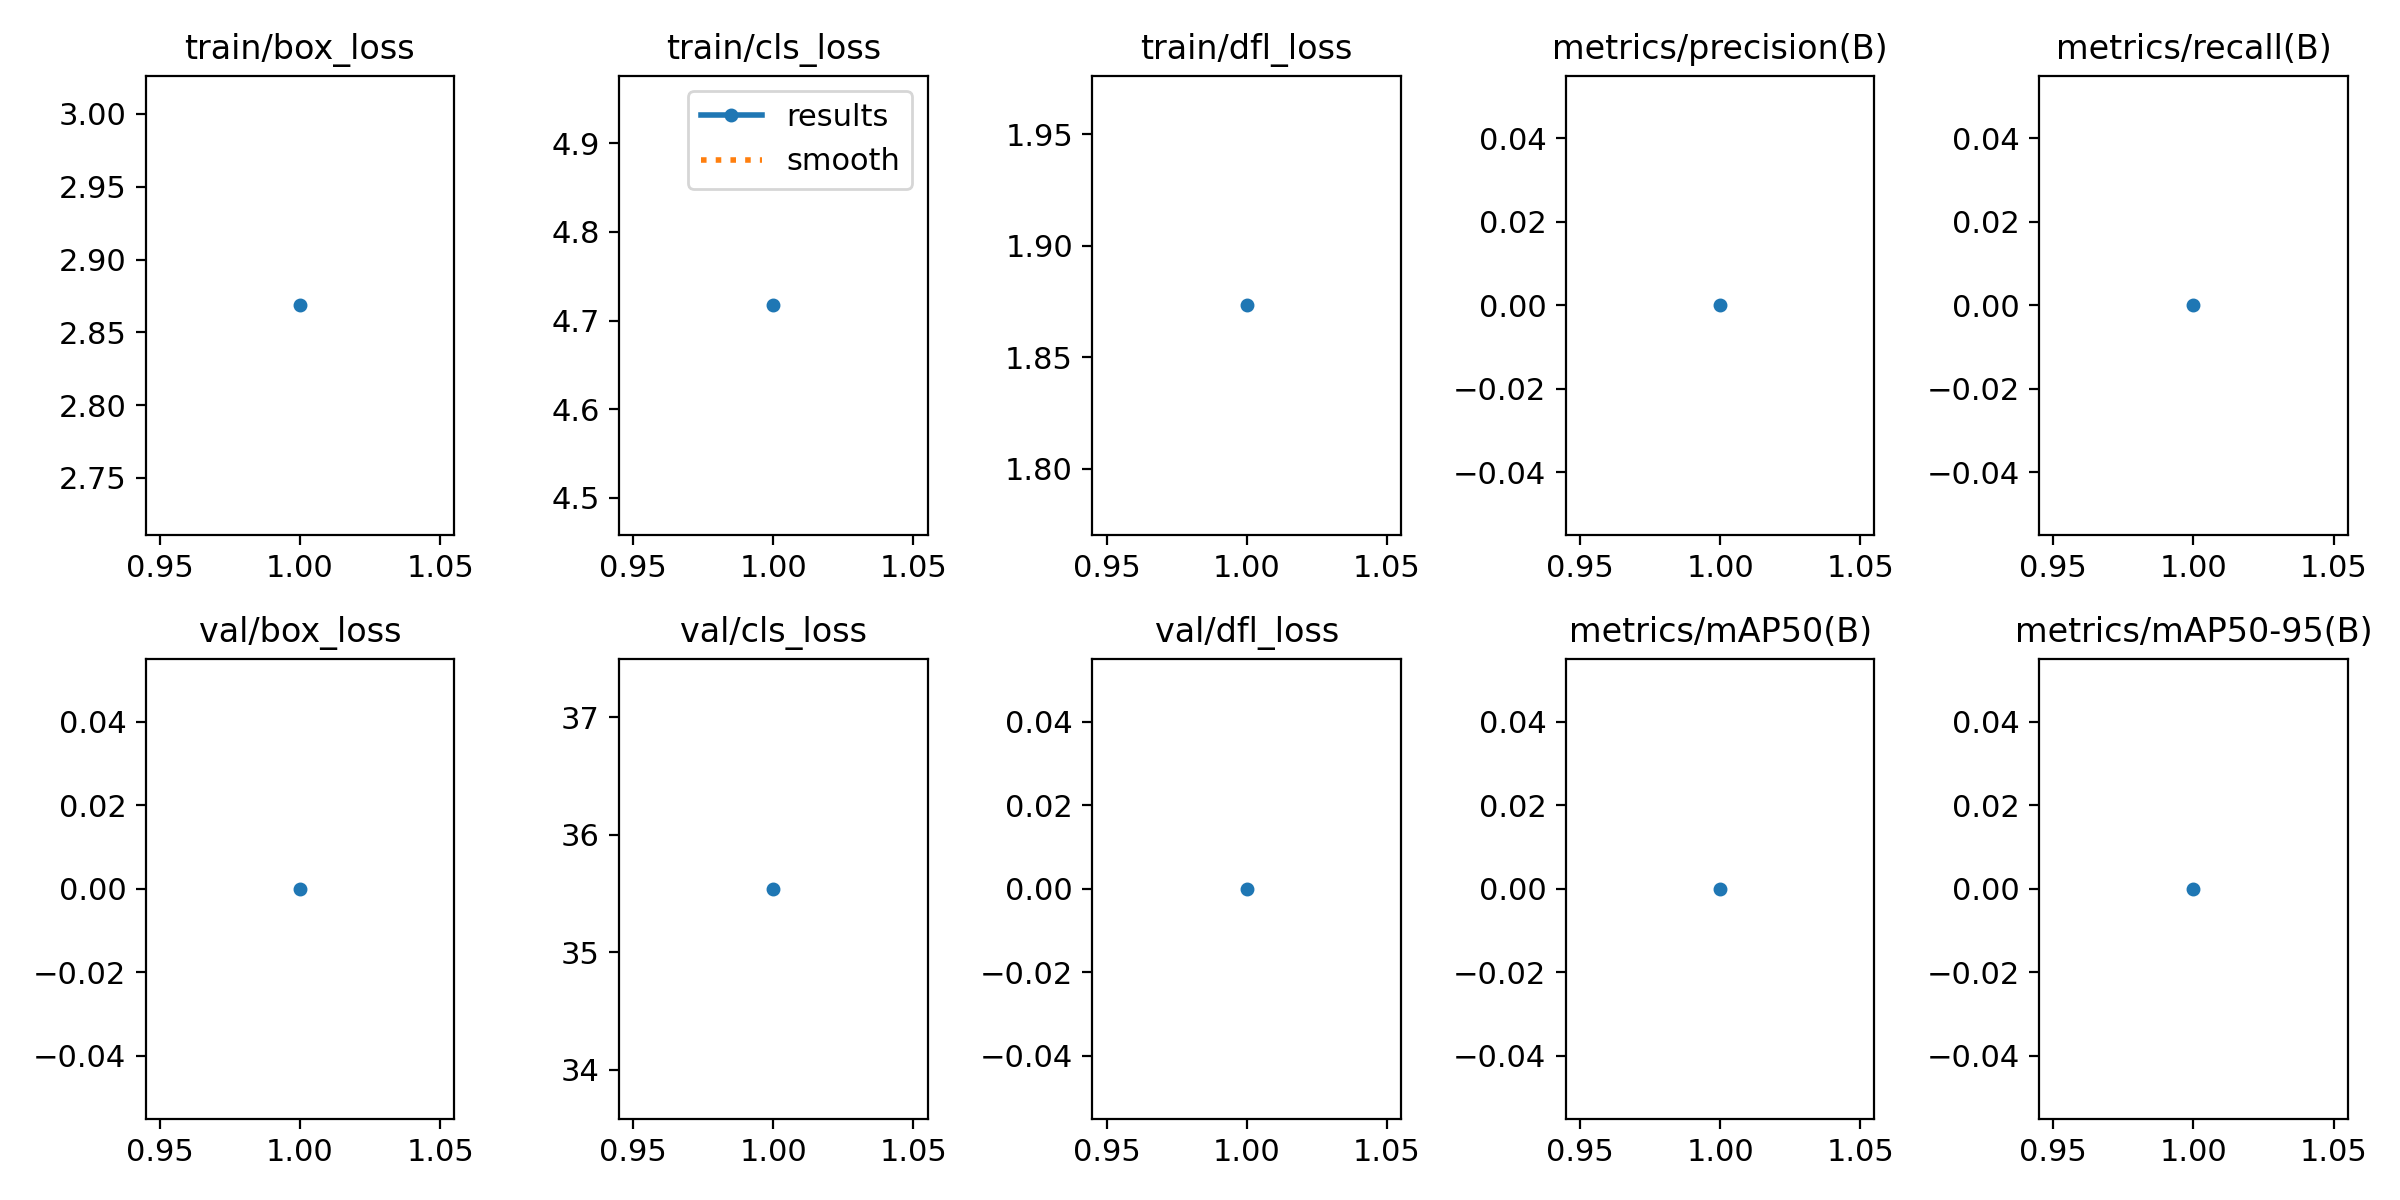 train/box_loss
3.00
2.95
2.90
2.85
2.80
2.75
0.95 1.00 1.05
train/cls_loss
results
smooth
4.9
4.8
4.7
4.6
4.5
0.95 1.00 1.05
train/dfl_loss
1.95
1.90
1.85
1.80
0.95 1.00 1.05
metrics/precision(B)
0.04
0.02
0.00
−0.02
−0.04
0.95 1.00 1.05
metrics/recall(B)
0.04
0.02
0.00
−0.02
−0.04
0.95 1.00 1.05
val/box_loss
0.04
0.02
0.00
−0.02
−0.04
0.95 1.00 1.05
val/cls_loss
37
36
35
34
0.95 1.00 1.05
val/dfl_loss
0.04
0.02
0.00
−0.02
−0.04
0.95 1.00 1.05
metrics/mAP50(B)
0.04
0.02
0.00
−0.02
−0.04
0.95 1.00 1.05
metrics/mAP50-95(B)
0.04
0.02
0.00
−0.02
−0.04
0.95 1.00 1.05